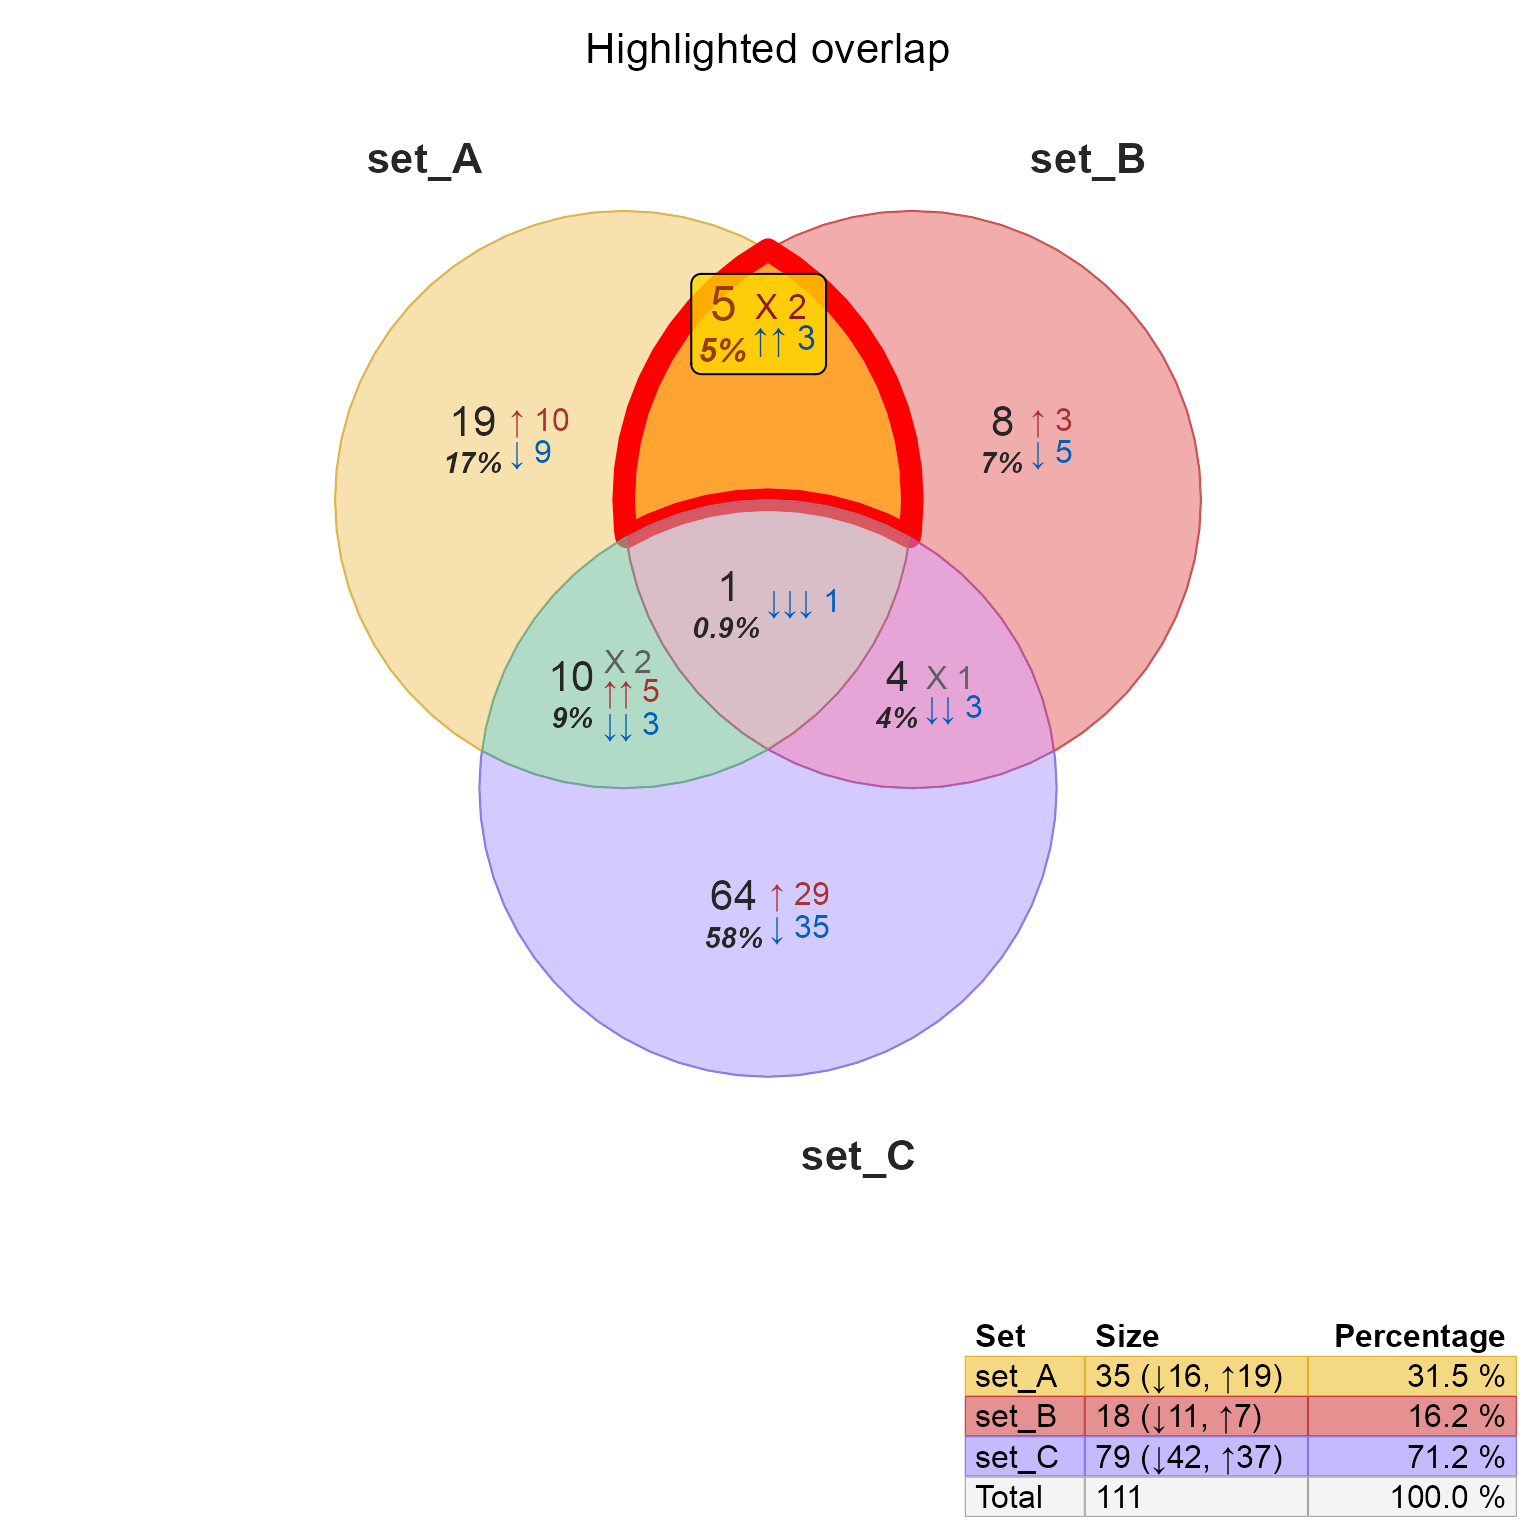 Highlighted overlap
set_A
set_B
5 X 2
5% ↑↑ 3
19 ↑ 10
17% ↓ 9
8 ↑ 3
7% ↓ 5
1 ↓↓↓ 1
0.9%
10 X 2
↑↑ 5
9% ↓↓ 3
4 X 1
4% ↓↓ 3
64 ↑ 29
58% ↓ 35
set_C
Set Size Percentage
set_A 35 (↓16, ↑19) 31.5 %
set_B 18 (↓11, ↑7) 16.2 %
set_C 79 (↓42, ↑37) 71.2 %
Total 111 100.0 %